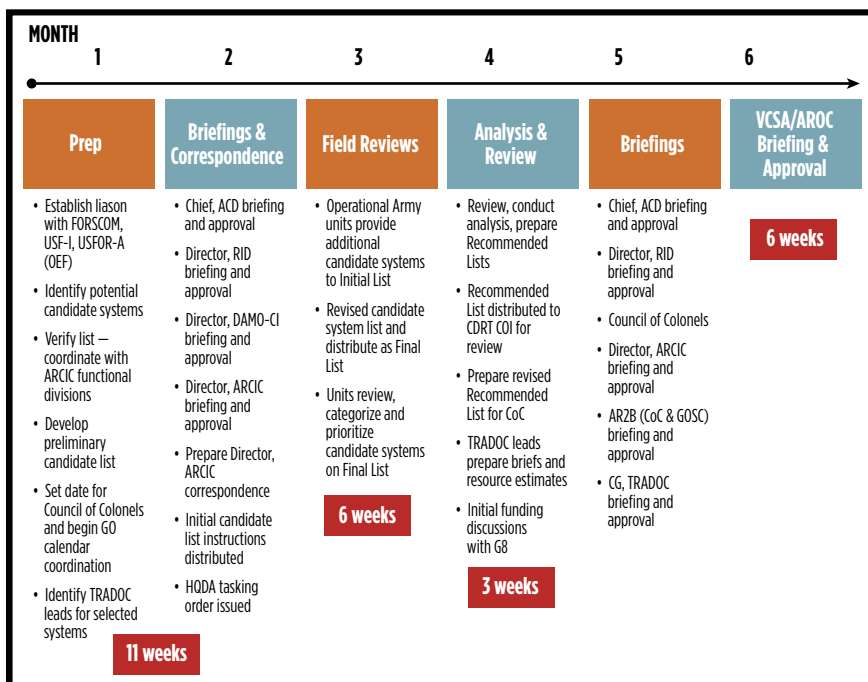 MONTH
1 2 3 4 5 6
Prep
• Establish liason
with FORSCOM,
USF-I, USFOR-A
(OEF)
• Identify potential
candidate systems
• Verify list –
coordinate with
ARCIC functional
divisions
• Develop
preliminary
candidate list
• Set date for
Council of Colonels
and begin GO
calendar
coordination
• Identify TRADOC
leads for selected
systems
Briefings &
Correspondence
• Chief, ACD briefing
and approval
• Director, RID
briefing and
approval
• Director, DAMO-CI
briefing and
approval
• Director, ARCIC
briefing and
approval
• Prepare Director,
ARCIC
correspondence
• Initial candidate
list instructions
distributed
• HQDA tasking
order issued
11 weeks
Field Reviews
• Operational Army
units provide
additional
candidate systems
to Initial List
• Revised candidate
system list and
distribute as Final
List
• Units review,
categorize and
prioritize
candidate systems
on Final List
6 weeks
Analysis &
Review
• Review, conduct
analysis, prepare
Recommended
Lists
• Recommended
List distributed to
CDRT COI for
review
• Prepare revised
Recommended
List for CoC
• TRADOC leads
prepare briefs and
resource estimates
• Initial funding
discussions
with G8
3 weeks
Briefings
• Chief, ACD briefing
and approval
• Director, RID
briefing and
approval
• Council of Colonels
• Director, ARCIC
briefing and
approval
• AR2B (CoC & GOSC)
briefing and
approval
• CG, TRADOC
briefing and
approval
VCSA/AROC
Briefing &
Approval
6 weeks